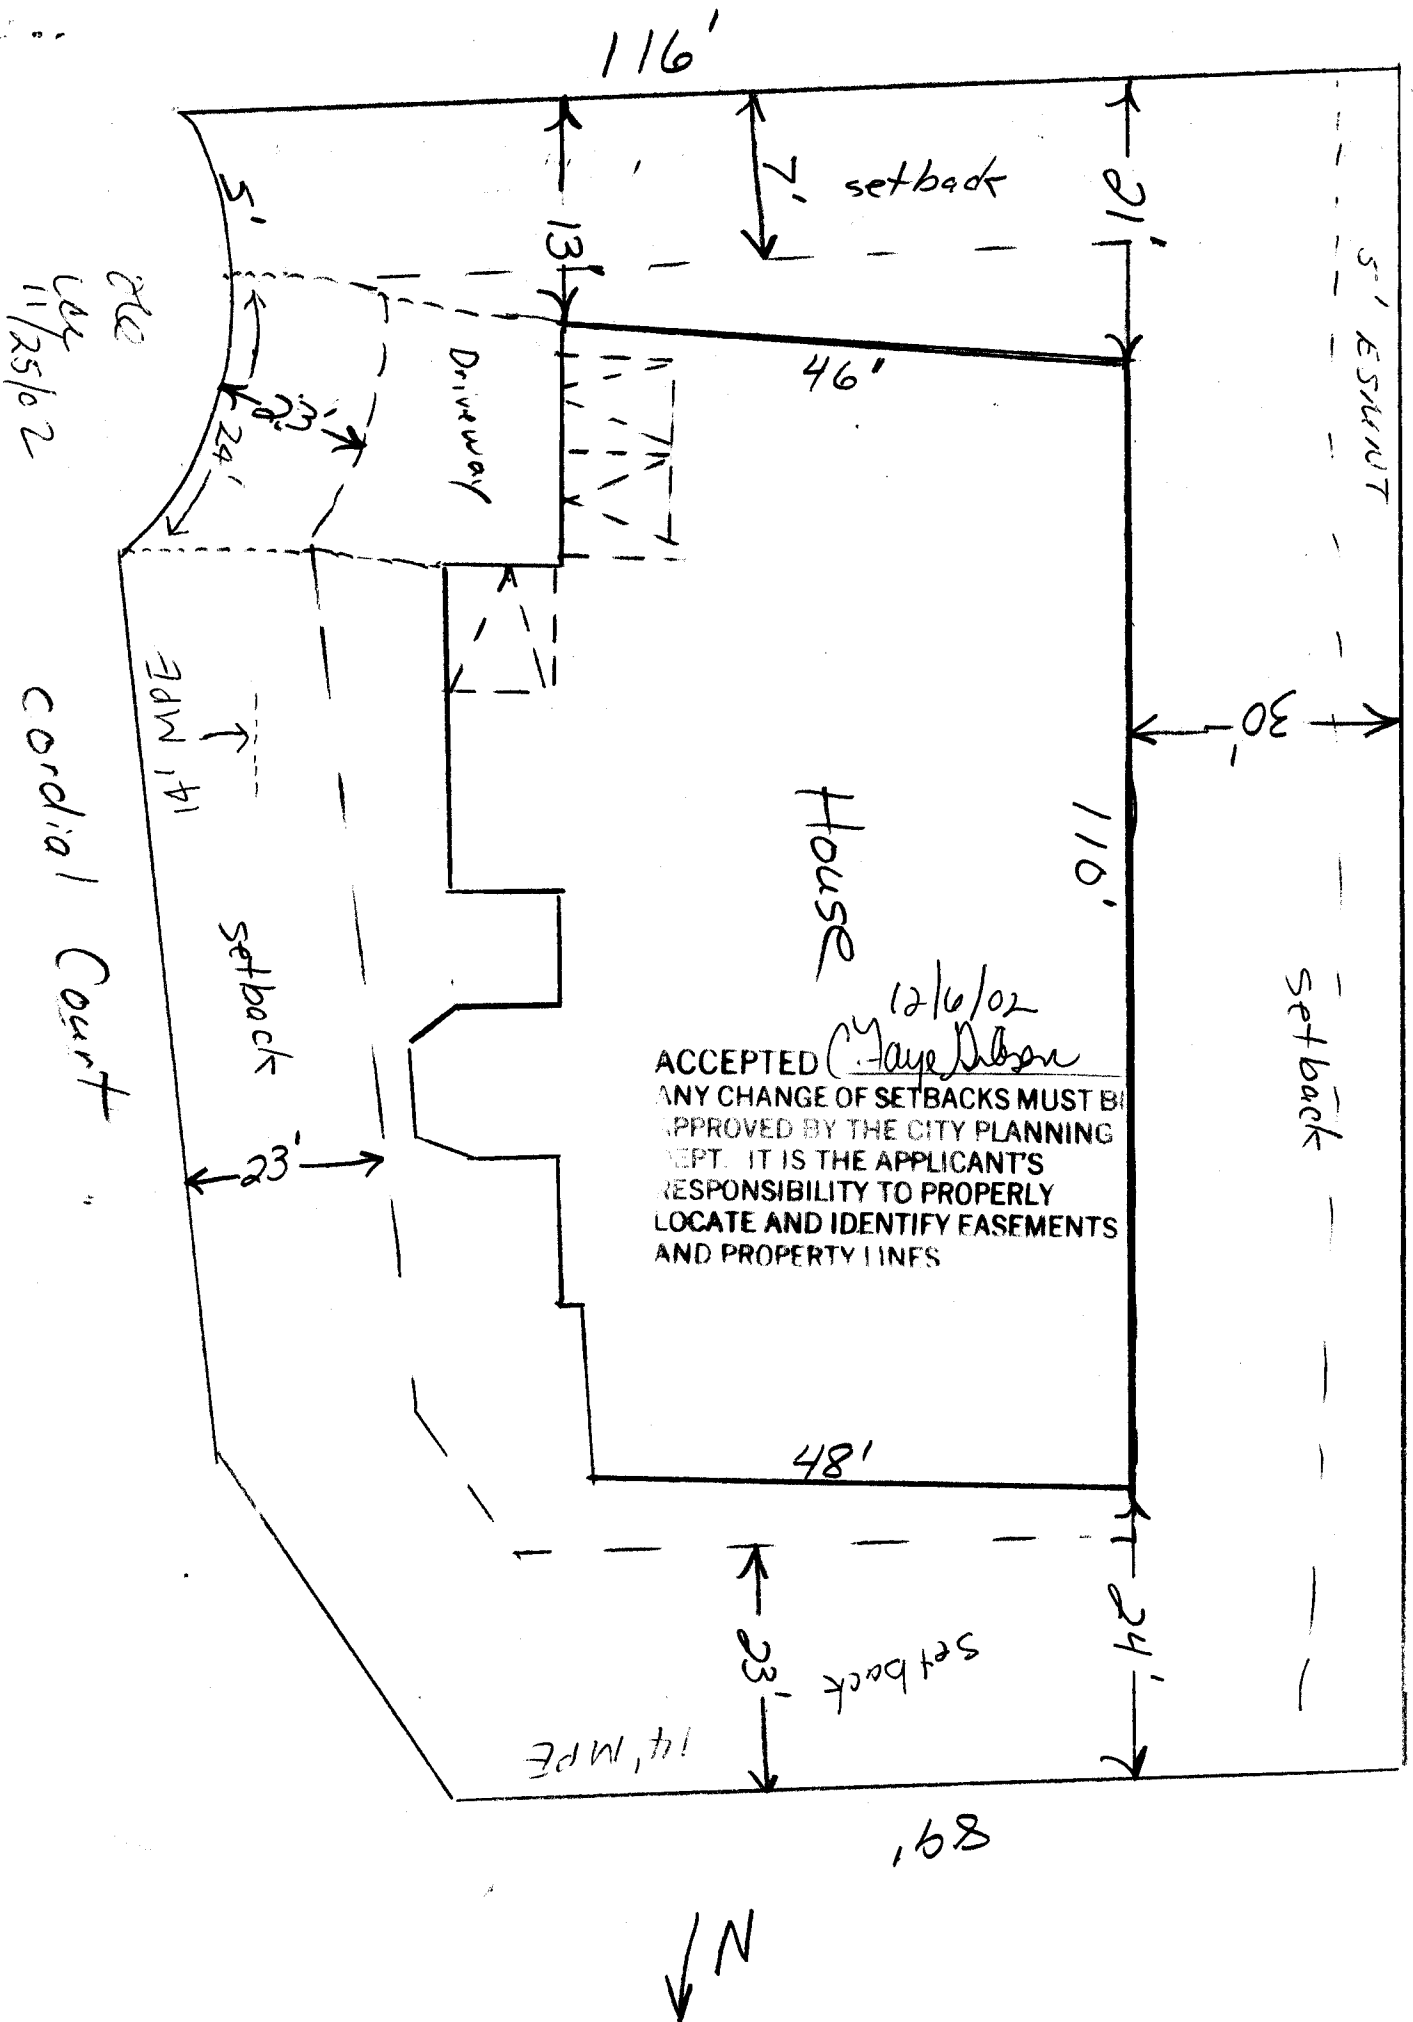 116'
21'
7'
setback
13'
5' ESMNT
5'
46'
Driveway
23'
24'
11/25/02
30'
110'
House
14' MPE
Cordial Court
setback
23'
setback
12/6/02
ACCEPTED C. Faye Gibson
ANY CHANGE OF SETBACKS MUST BE
APPROVED BY THE CITY PLANNING
DEPT. IT IS THE APPLICANT'S
RESPONSIBILITY TO PROPERLY
LOCATE AND IDENTIFY EASEMENTS
AND PROPERTY LINES
48'
24'
23'
setback
14' MPE
89'
N